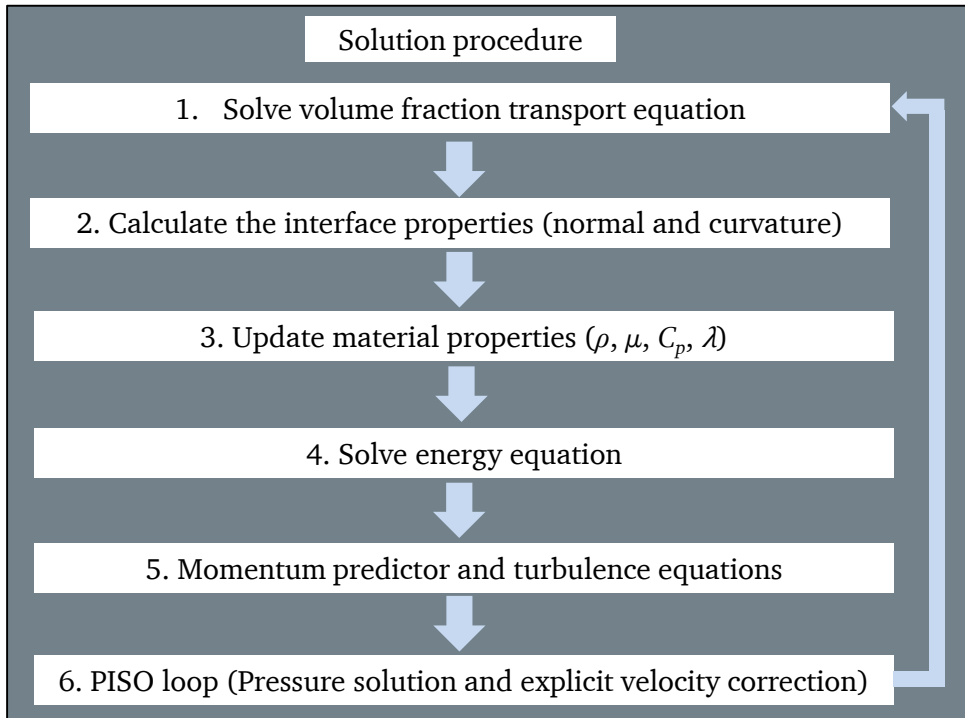 Solution procedure
1. Solve volume fraction transport equation
2. Calculate the interface properties (normal and curvature)
3. Update material properties (ρ, μ, Cₚ, λ)
4. Solve energy equation
5. Momentum predictor and turbulence equations
6. PISO loop (Pressure solution and explicit velocity correction)